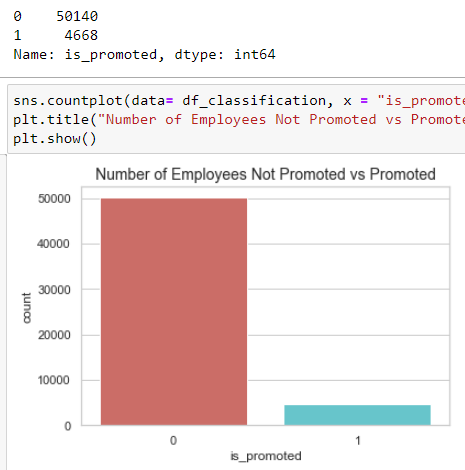 0    50140
1     4668
Name: is_promoted, dtype: int64
sns.countplot(data= df_classification, x = "is_promote
plt.title("Number of Employees Not Promoted vs Promote
plt.show()
Number of Employees Not Promoted vs Promoted
50000
40000
30000
20000
10000
0
count
0 1
is_promoted